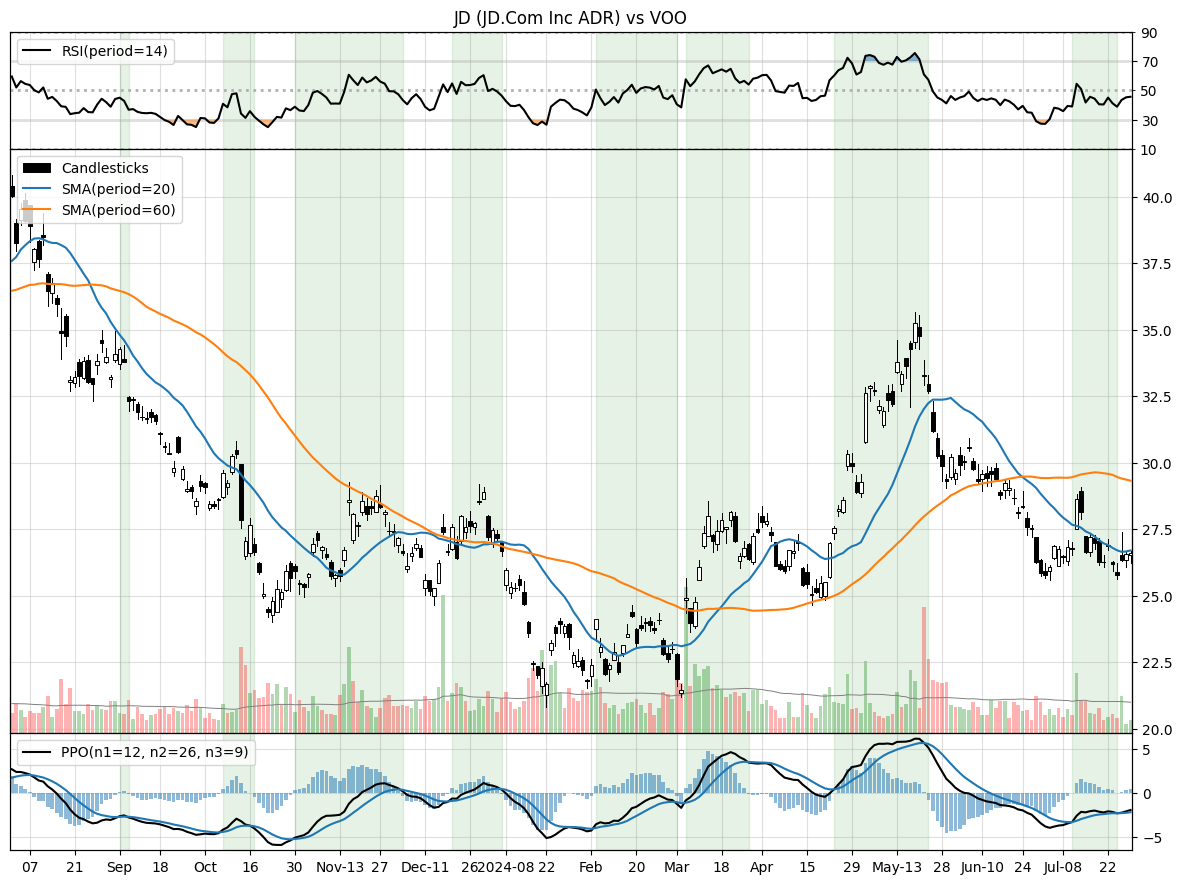 JD (JD.Com Inc ADR) vs VOO
RSI(period=14)
90
70
50
30
10
Candlesticks
SMA(period=20)
SMA(period=60)
40.0
37.5
35.0
32.5
30.0
27.5
25.0
22.5
20.0
PPO(n1=12, n2=26, n3=9)
5
0
−5
07 21 Sep 18 Oct 16 30 Nov-13 27 Dec-11 26 2024-08 22 Feb 20 Mar 18 Apr 15 29 May-13 28 Jun-10 24 Jul-08 22